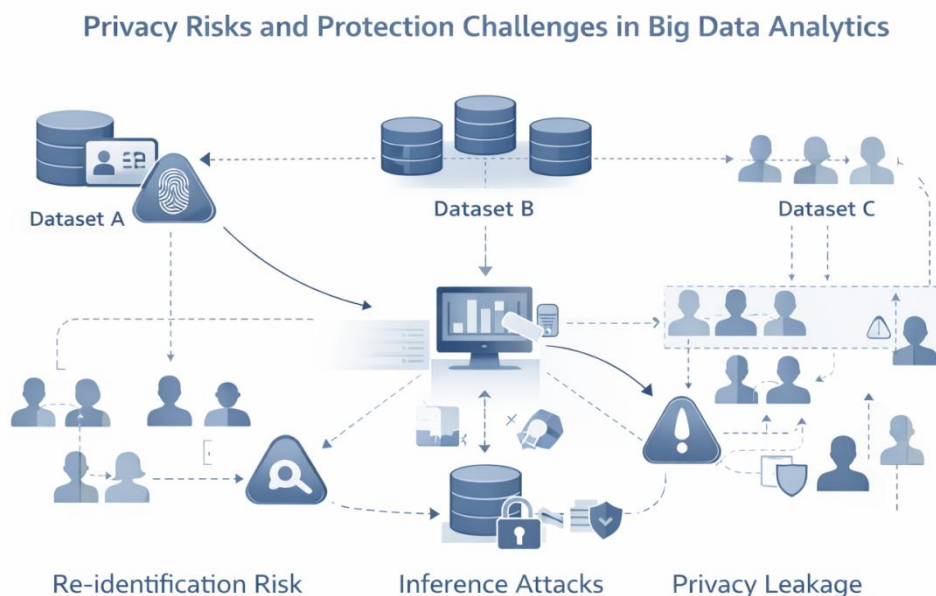 Privacy Risks and Protection Challenges in Big Data Analytics
Dataset A
Dataset B
Dataset C
Re-identification Risk
Inference Attacks
Privacy Leakage